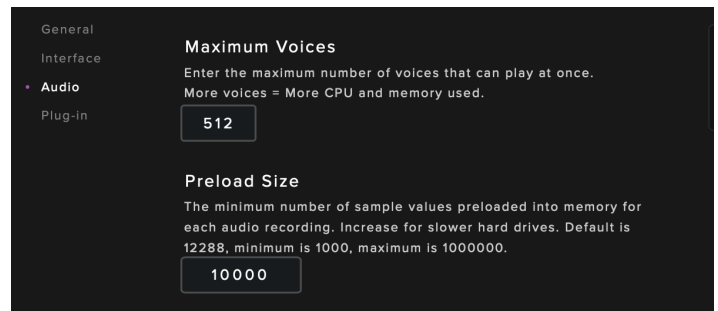 General
Interface
Audio
Plug-in
Maximum Voices
Enter the maximum number of voices that can play at once.
More voices = More CPU and memory used.
512
Preload Size
The minimum number of sample values preloaded into memory for
each audio recording. Increase for slower hard drives. Default is
12288, minimum is 1000, maximum is 1000000.
10000